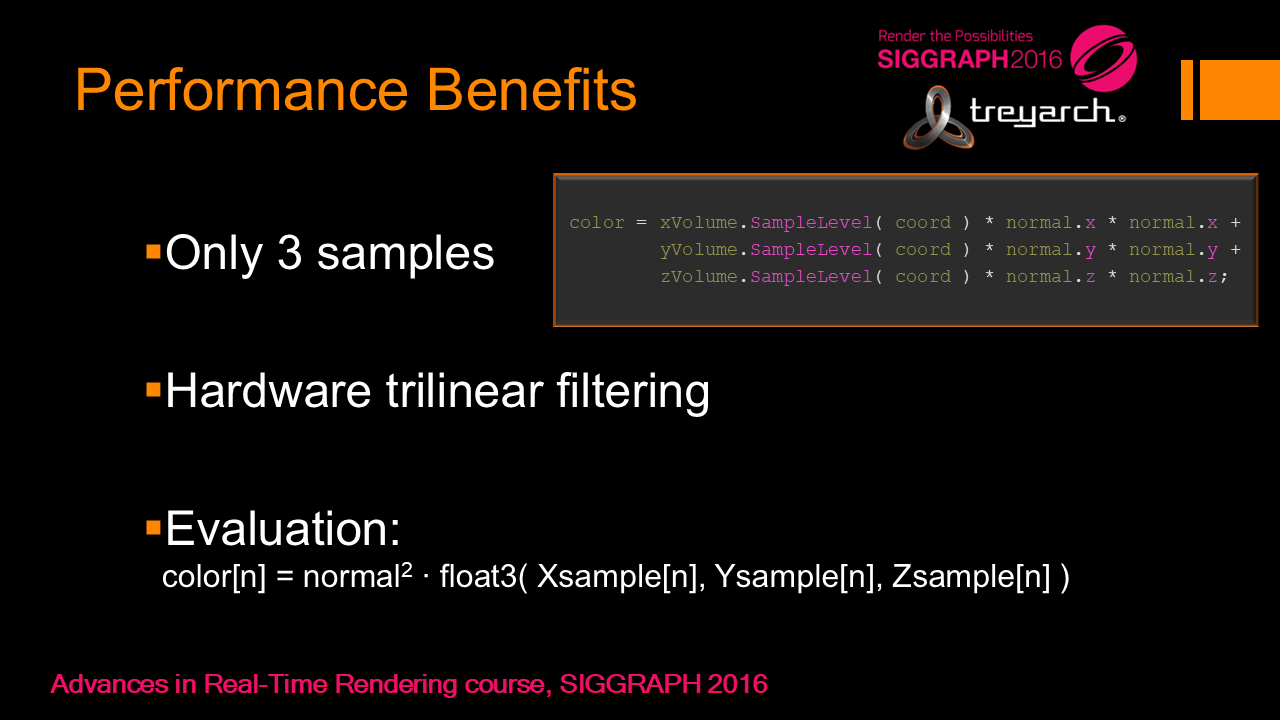 Performance Benefits
Render the Possibilities
SIGGRAPH2016
treyarch®
color = xVolume.SampleLevel( coord ) * normal.x * normal.x +
yVolume.SampleLevel( coord ) * normal.y * normal.y +
zVolume.SampleLevel( coord ) * normal.z * normal.z;
▪Only 3 samples
▪Hardware trilinear filtering
▪Evaluation:
color[n] = normal² · float3( Xsample[n], Ysample[n], Zsample[n] )
Advances in Real-Time Rendering course, SIGGRAPH 2016